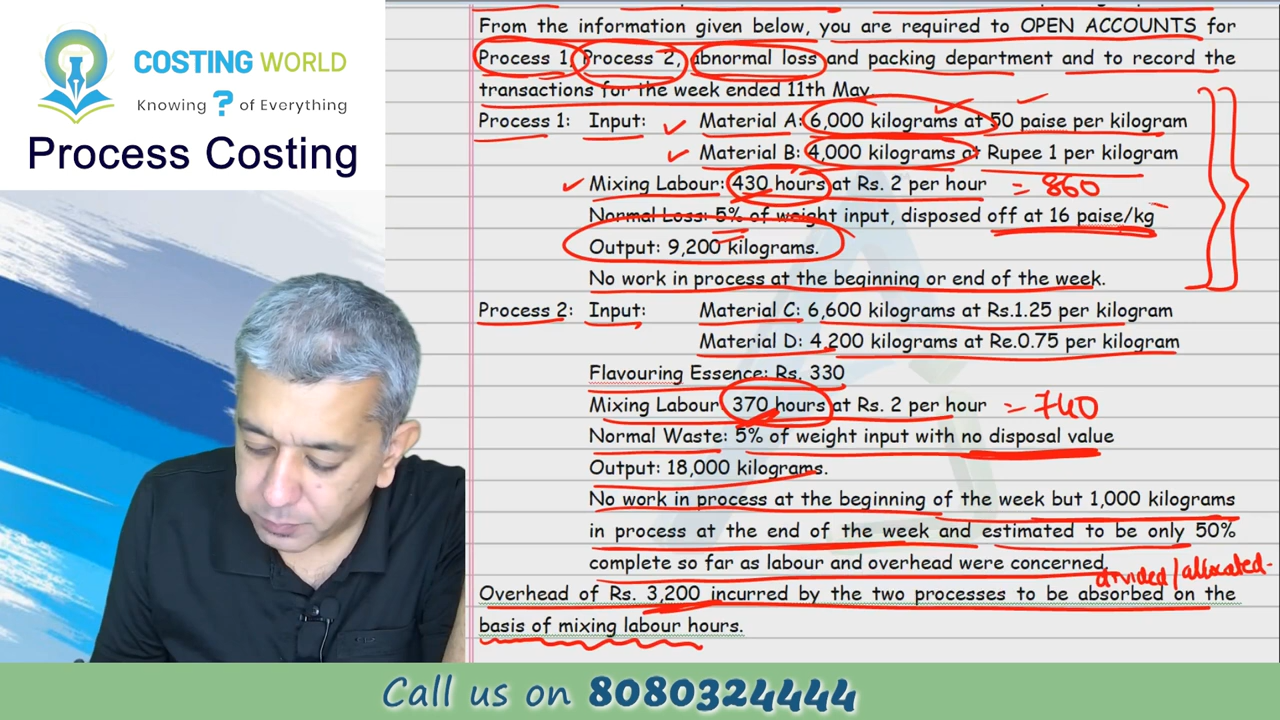 COSTING WORLD
Knowing ? of Everything
Process Costing
From the information given below, you are required to OPEN ACCOUNTS for
Process 1, Process 2, abnormal loss and packing department and to record the
transactions for the week ended 11th May.
Process 1: Input: Material A: 6,000 kilograms at 50 paise per kilogram
Material B: 4,000 kilograms at Rupee 1 per kilogram
Mixing Labour: 430 hours at Rs. 2 per hour = 860
Normal Loss: 5% of weight input, disposed off at 16 paise/kg
Output: 9,200 kilograms.
No work in process at the beginning or end of the week.
Process 2: Input: Material C: 6,600 kilograms at Rs.1.25 per kilogram
Material D: 4,200 kilograms at Re.0.75 per kilogram
Flavouring Essence: Rs. 330
Mixing Labour 370 hours at Rs. 2 per hour = 740
Normal Waste: 5% of weight input with no disposal value
Output: 18,000 kilograms.
No work in process at the beginning of the week but 1,000 kilograms
in process at the end of the week and estimated to be only 50%
complete so far as labour and overhead were concerned.
divided/allocated.
Overhead of Rs. 3,200 incurred by the two processes to be absorbed on the
basis of mixing labour hours.
Call us on 8080324444